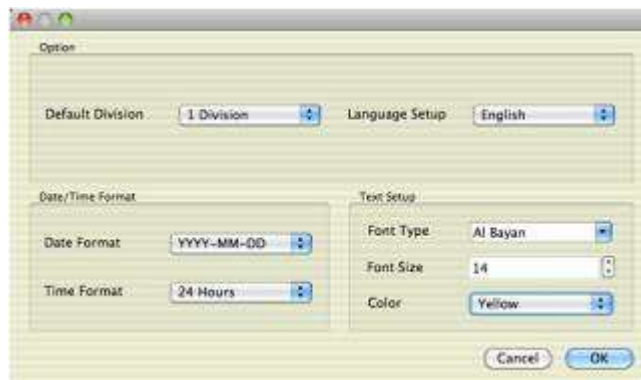 Option
Default Division 1 Division Language Setup English
Date/Time Format Text Setup
Font Type Al Bayan
Date Format YYYY-MM-DD
Font Size 14
Time Format 24 Hours
Color Yellow
Cancel OK